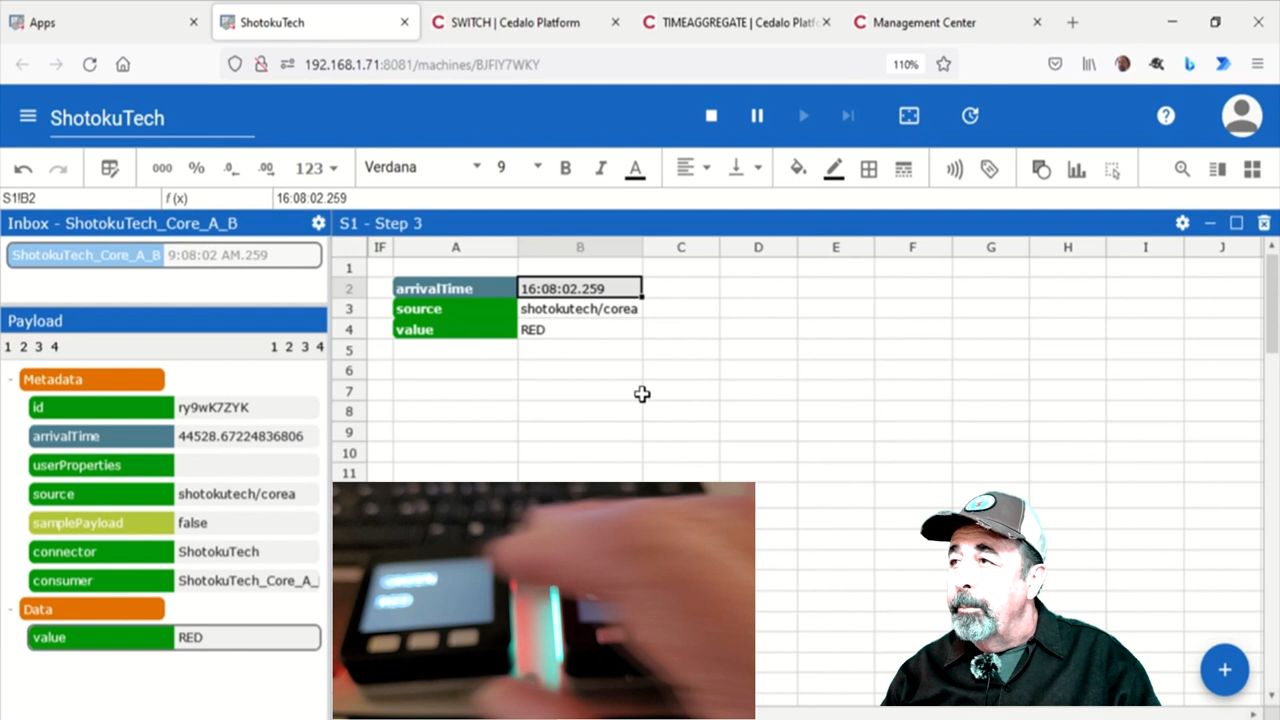 Apps
ShotokuTech
SWITCH | Cedalo Platform
TIMEAGGREGATE | Cedalo Platf
Management Center
192.168.1.71:8081/machines/BJFIY7WKY
110%
ShotokuTech
000 % .0 .00 123 Verdana 9 B I A
S1!B2 f(x) 16:08:02.259
Inbox - ShotokuTech_Core_A_B
S1 - Step 3
ShotokuTech_Core_A_B 9:08:02 AM.259
IF A B C D E F G H I J
1
2 arrivalTime 16:08:02.259
3 source shotokutech/corea
4 value RED
5
6
7
8
9
10
11
Payload
1 2 3 4 1 2 3 4
- Metadata
id ry9wK7ZYK
arrivalTime 44528.67224836806
userProperties
source shotokutech/corea
samplePayload false
connector ShotokuTech
consumer ShotokuTech_Core_A_
- Data
value RED